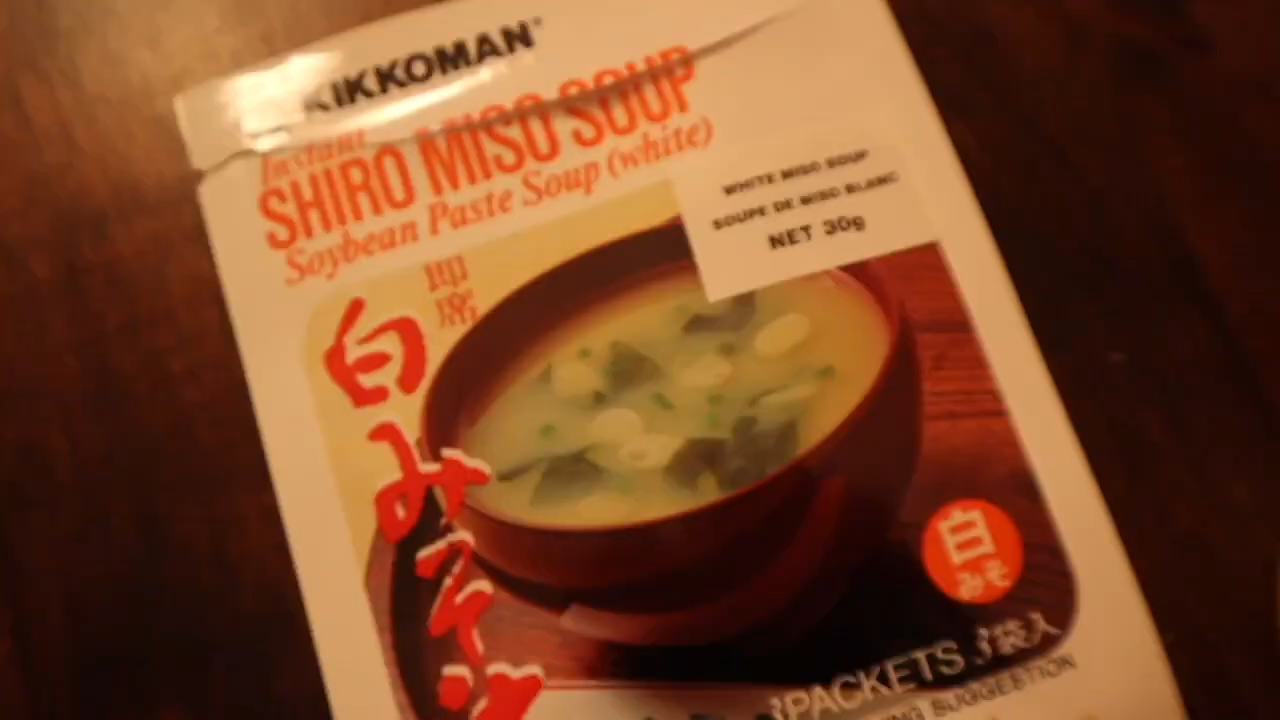 KIKKOMAN
Instant
SHIRO MISO SOUP
Soybean Paste Soup (white)
WHITE MISO SOUP
SOUPE DE MISO BLANC
NET 30g
即席
白みそ
白
みそ
3 PACKETS 3袋入
SUGGESTION